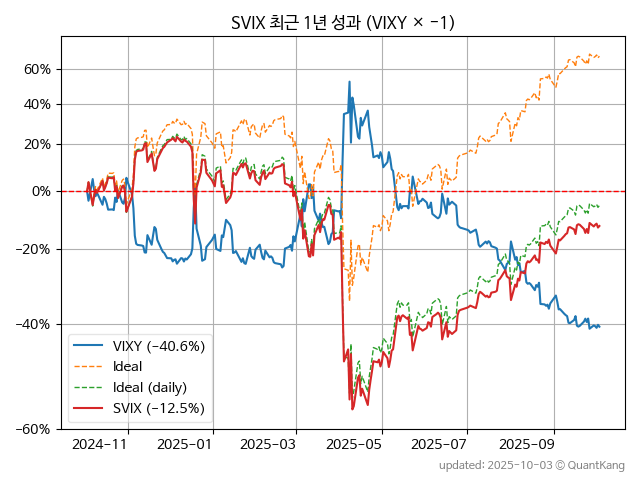 SVIX 최근 1년 성과 (VIXY × −1)
60%
40%
20%
0%
−20%
−40%
−60%
VIXY (−40.6%)
Ideal
Ideal (daily)
SVIX (−12.5%)
2024-11
2025-01
2025-03
2025-05
2025-07
2025-09
updated: 2025-10-03 © QuantKang